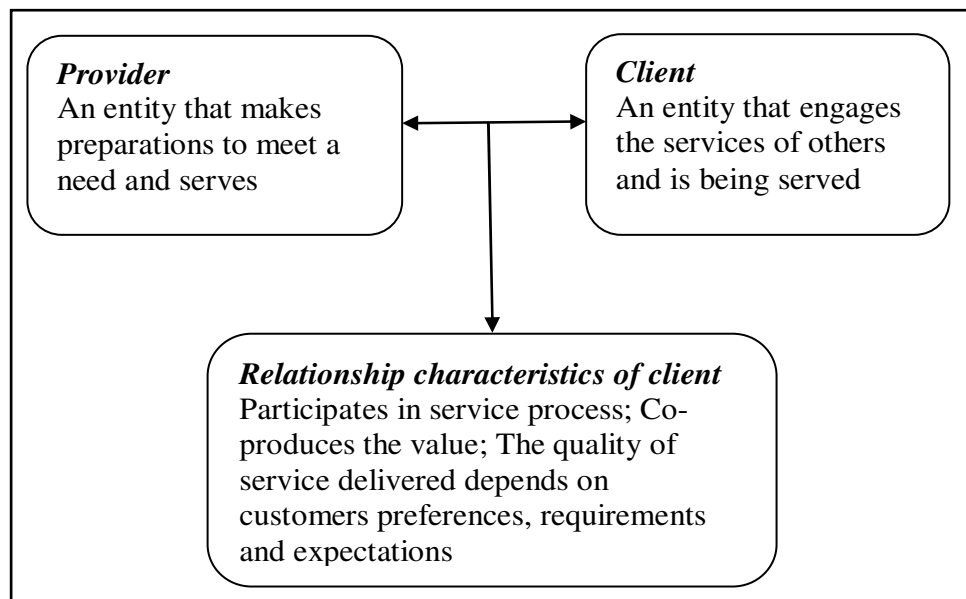 Provider
An entity that makes
preparations to meet a
need and serves
Client
An entity that engages
the services of others
and is being served
Relationship characteristics of client
Participates in service process; Co-
produces the value; The quality of
service delivered depends on
customers preferences, requirements
and expectations